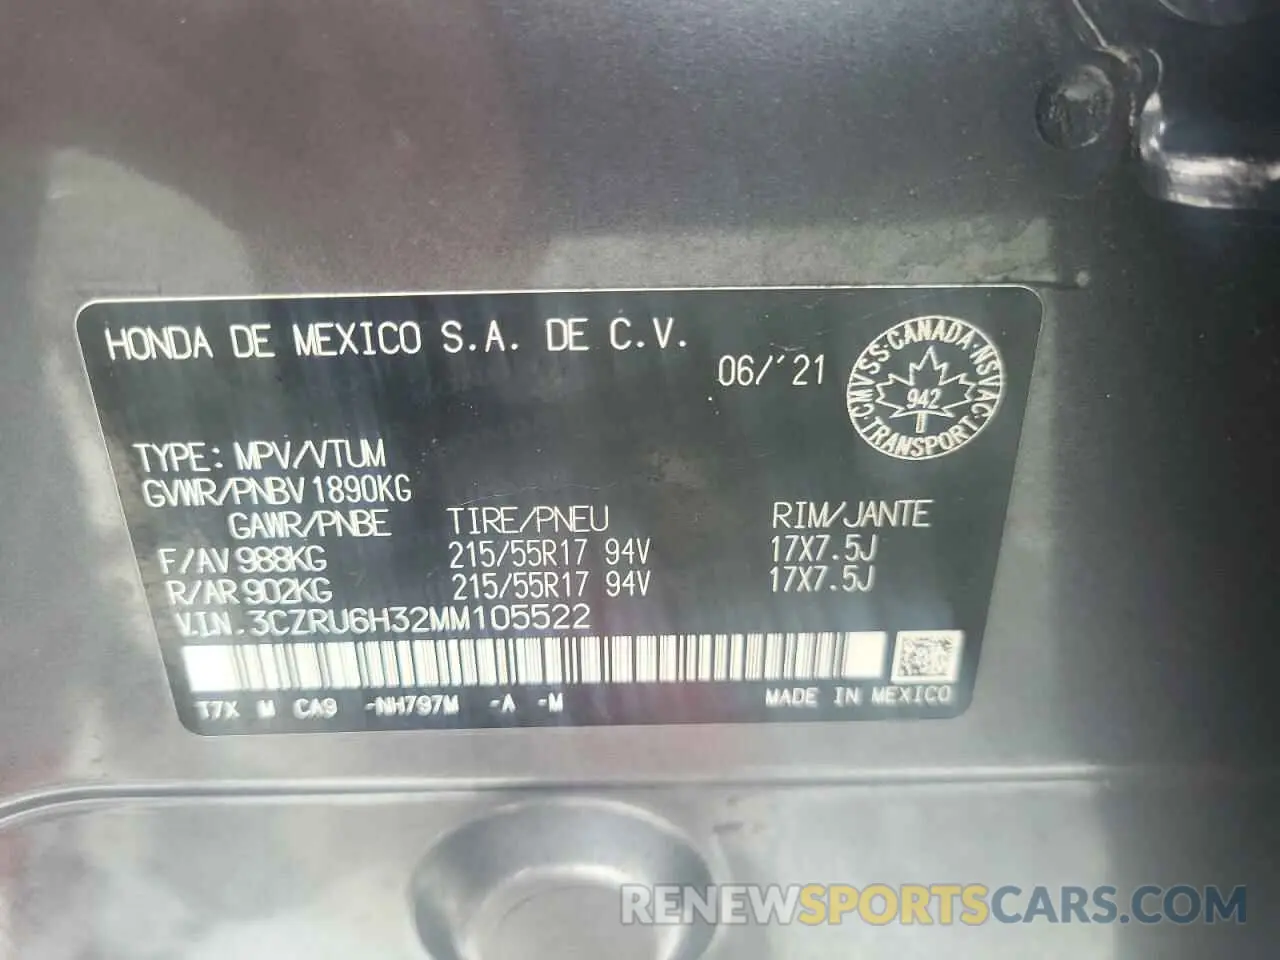 HONDA DE MEXICO S.A. DE C.V.
06/'21
CMVSS·CANADA·NSVAC
942
·TRANSPORT·
TYPE: MPV/VTUM
GVWR/PNBV 1890KG
GAWR/PNBE TIRE/PNEU RIM/JANTE
F/AV 988KG 215/55R17 94V 17X7.5J
R/AR 902KG 215/55R17 94V 17X7.5J
V.I.N. 3CZRU6H32MM105522
T7X M CA9 -NH797M -A -M MADE IN MEXICO
RENEWSPORTSCARS.COM